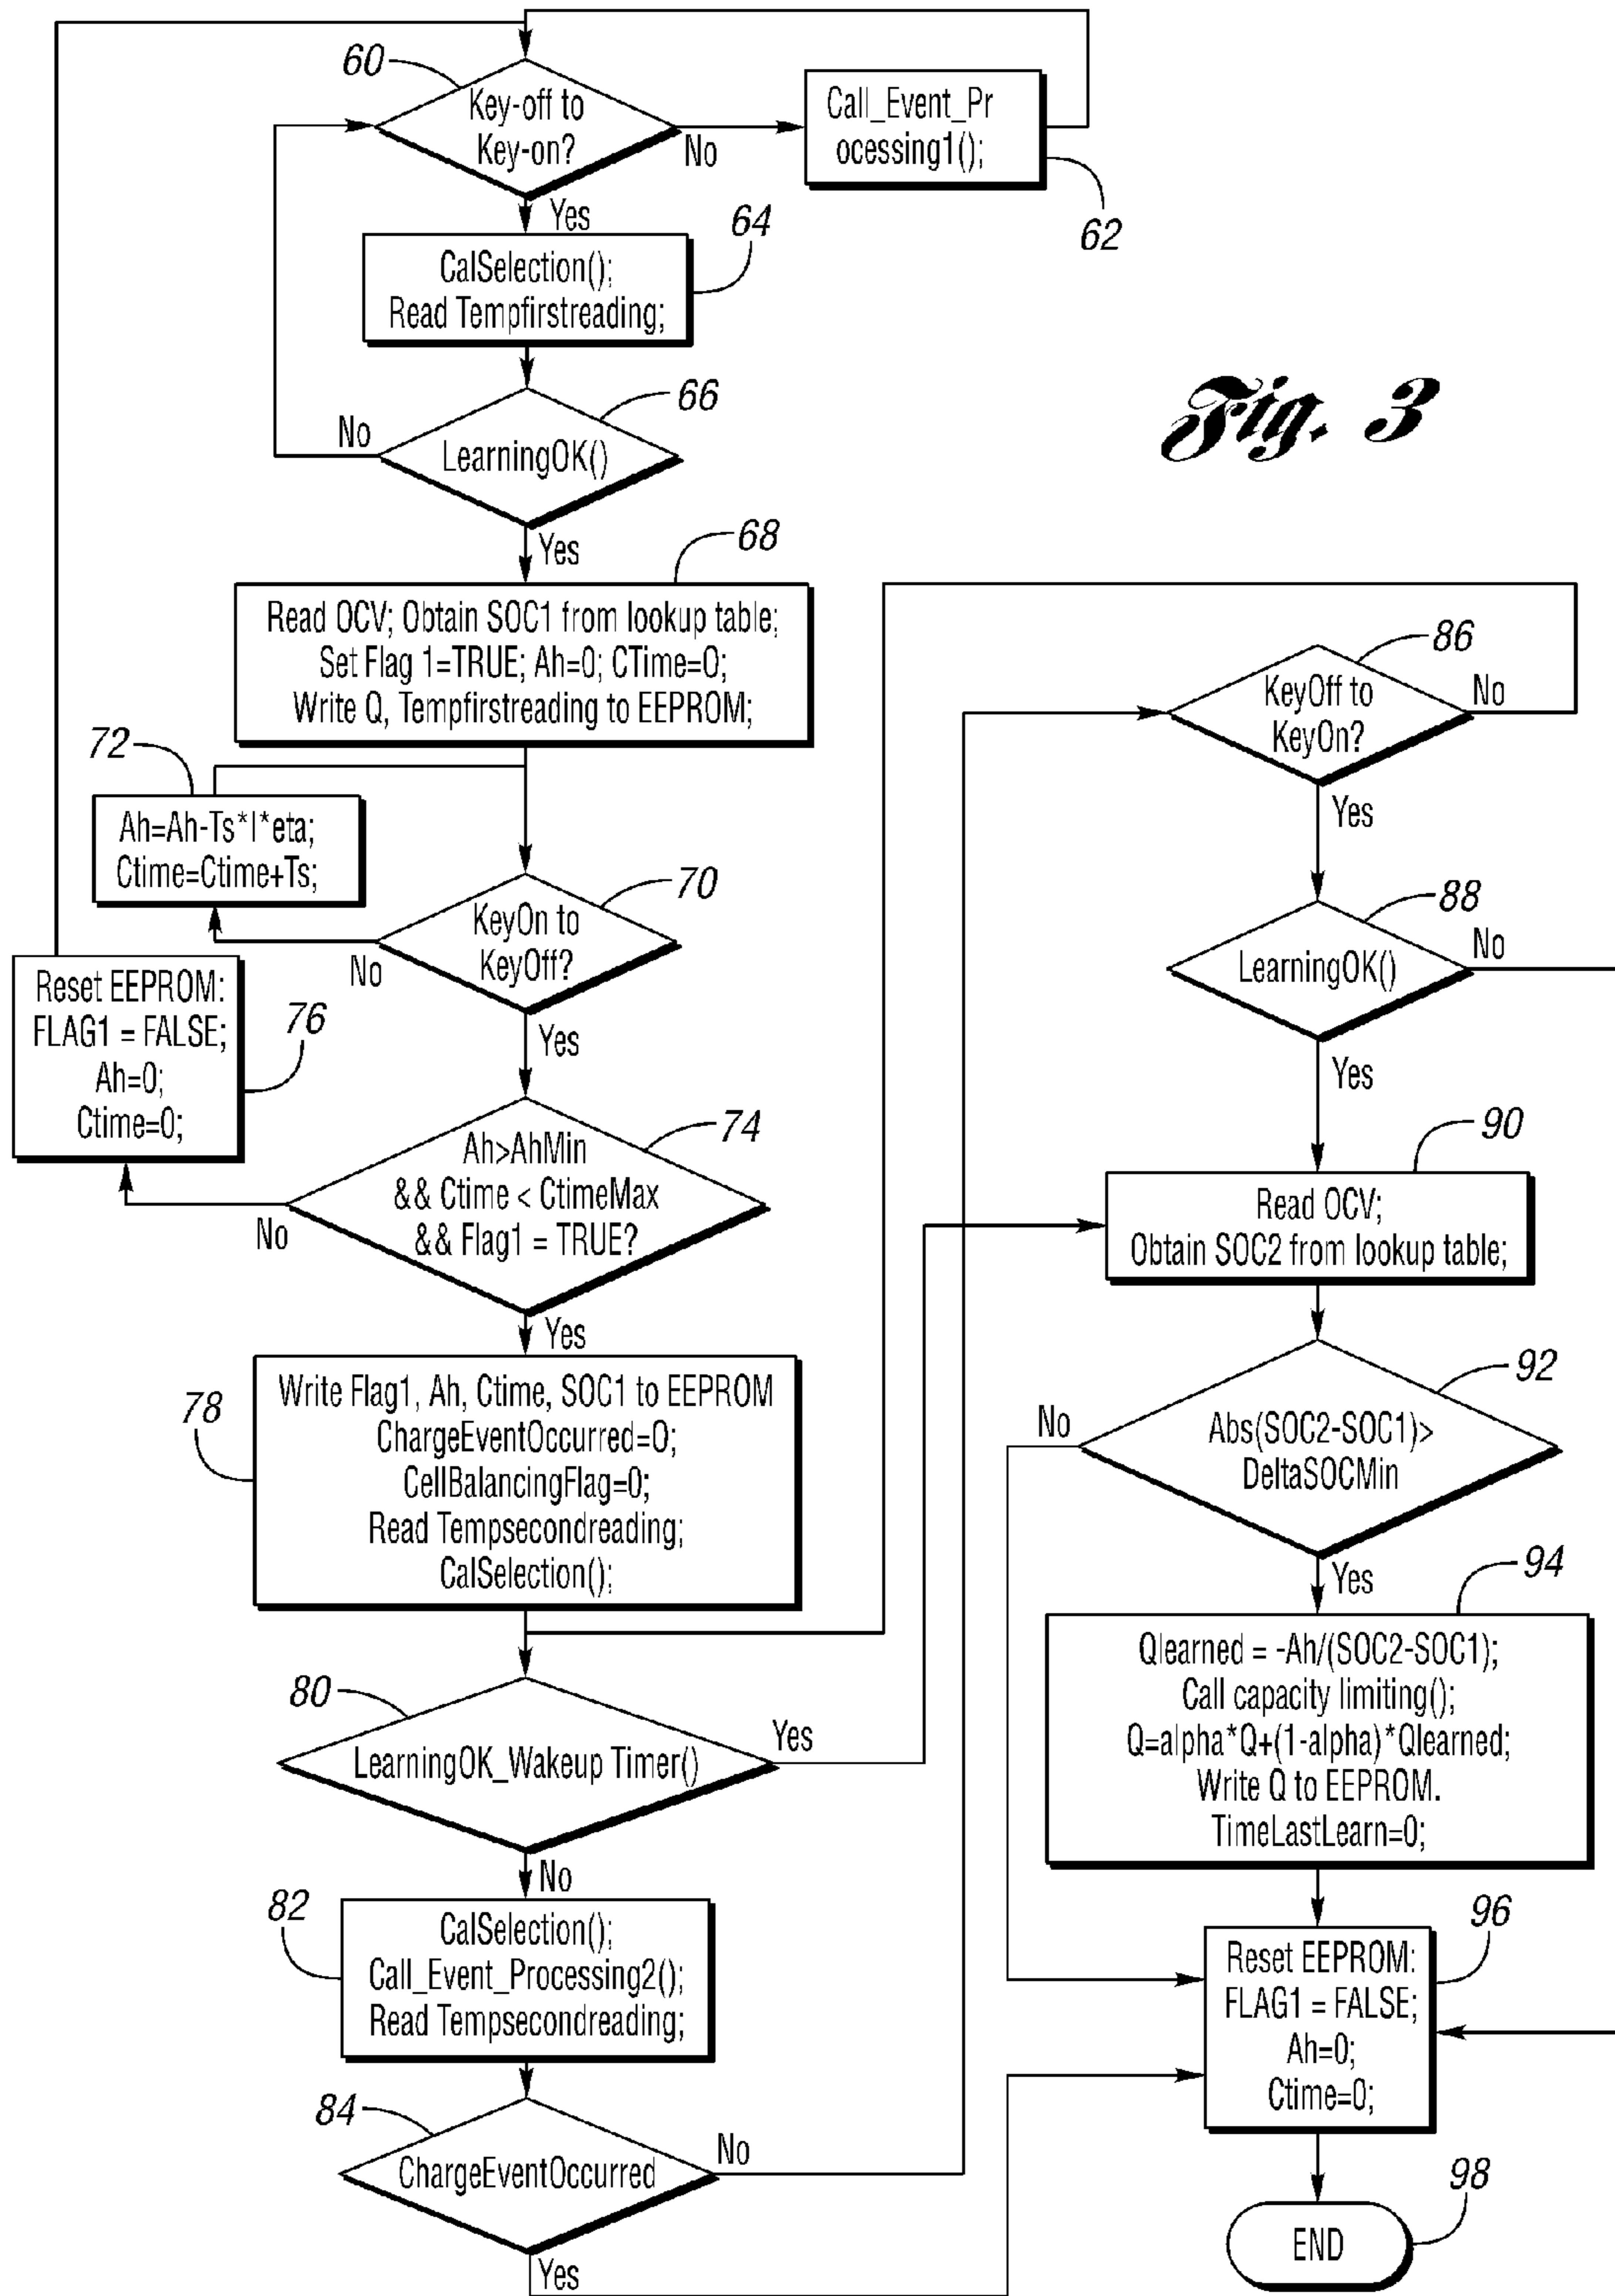 60
Key-off to
Key-on?
No
Call_Event_Pr
ocessing1();
62
Yes
CalSelection();
Read Tempfirstreading;
64
LearningOK()
66
No
Yes
Fig. 3
68
Read OCV; Obtain SOC1 from lookup table;
Set Flag 1=TRUE; Ah=0; CTime=0;
Write Q, Tempfirstreading to EEPROM;
72
Ah=Ah-Ts*I*eta;
Ctime=Ctime+Ts;
70
KeyOn to
KeyOff?
No
Yes
Reset EEPROM:
FLAG1 = FALSE;
Ah=0;
Ctime=0;
76
74
Ah>AhMin
&& Ctime < CtimeMax
&& Flag1 = TRUE?
No
Yes
78
Write Flag1, Ah, Ctime, SOC1 to EEPROM
ChargeEventOccurred=0;
CellBalancingFlag=0;
Read Tempsecondreading;
CalSelection();
80
LearningOK_Wakeup Timer()
Yes
No
82
CalSelection();
Call_Event_Processing2();
Read Tempsecondreading;
84
ChargeEventOccurred
No
Yes
86
KeyOff to
KeyOn?
No
Yes
88
LearningOK()
No
Yes
90
Read OCV;
Obtain SOC2 from lookup table;
92
Abs(SOC2-SOC1)>
DeltaSOCMin
No
Yes
94
Qlearned = -Ah/(SOC2-SOC1);
Call capacity limiting();
Q=alpha*Q+(1-alpha)*Qlearned;
Write Q to EEPROM.
TimeLastLearn=0;
96
Reset EEPROM:
FLAG1 = FALSE;
Ah=0;
Ctime=0;
98
END